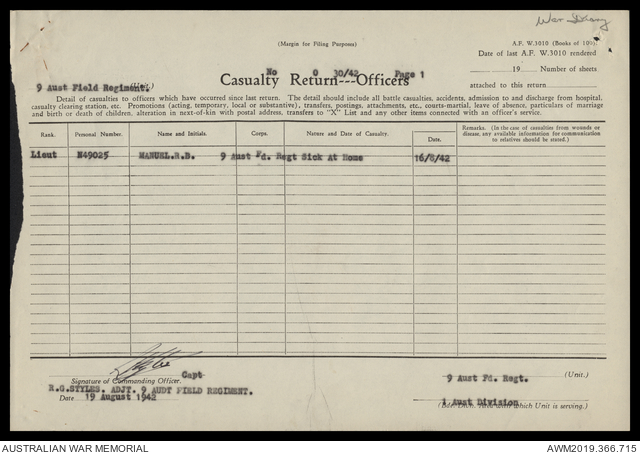 War Diary
(Margin for Filing Purposes)
A.F. W.3010 (Books of 100).
Date of last A.F. W.3010 rendered
No 0 30/42 Page 1
Casualty Return---Officers
19 Number of sheets
9 Aust Field Regiment. (Unit.)
attached to this return
Detail of casualties to officers which have occurred since last return. The detail should include all battle casualties, accidents, admission to and discharge from hospital,
casualty clearing station, etc. Promotions (acting, temporary, local or substantive), transfers, postings, attachments, etc., courts-martial, leave of absence, particulars of marriage
and birth or death of children, alteration in next-of-kin with postal address, transfers to "X" List and any other items connected with an officer's service.
Rank. Personal Number. Name and Initials. Corps. Nature and Date of Casualty. Date. Remarks. (In the case of casualties from wounds or
disease, any available information for communication
to relatives should be stated.)
Lieut N49025 MANUEL.R.D. 9 Aust Fd. Regt Sick At Home 16/8/42
Capt
Signature of Commanding Officer.
9 Aust Fd. Regt. (Unit.)
R.G.STYLES. ADJT. 9 AUDT FIELD REGIMENT.
Date 19 August 1942
1 Aust Division
with which Unit is serving.)
AUSTRALIAN WAR MEMORIAL
AWM2019.366.715